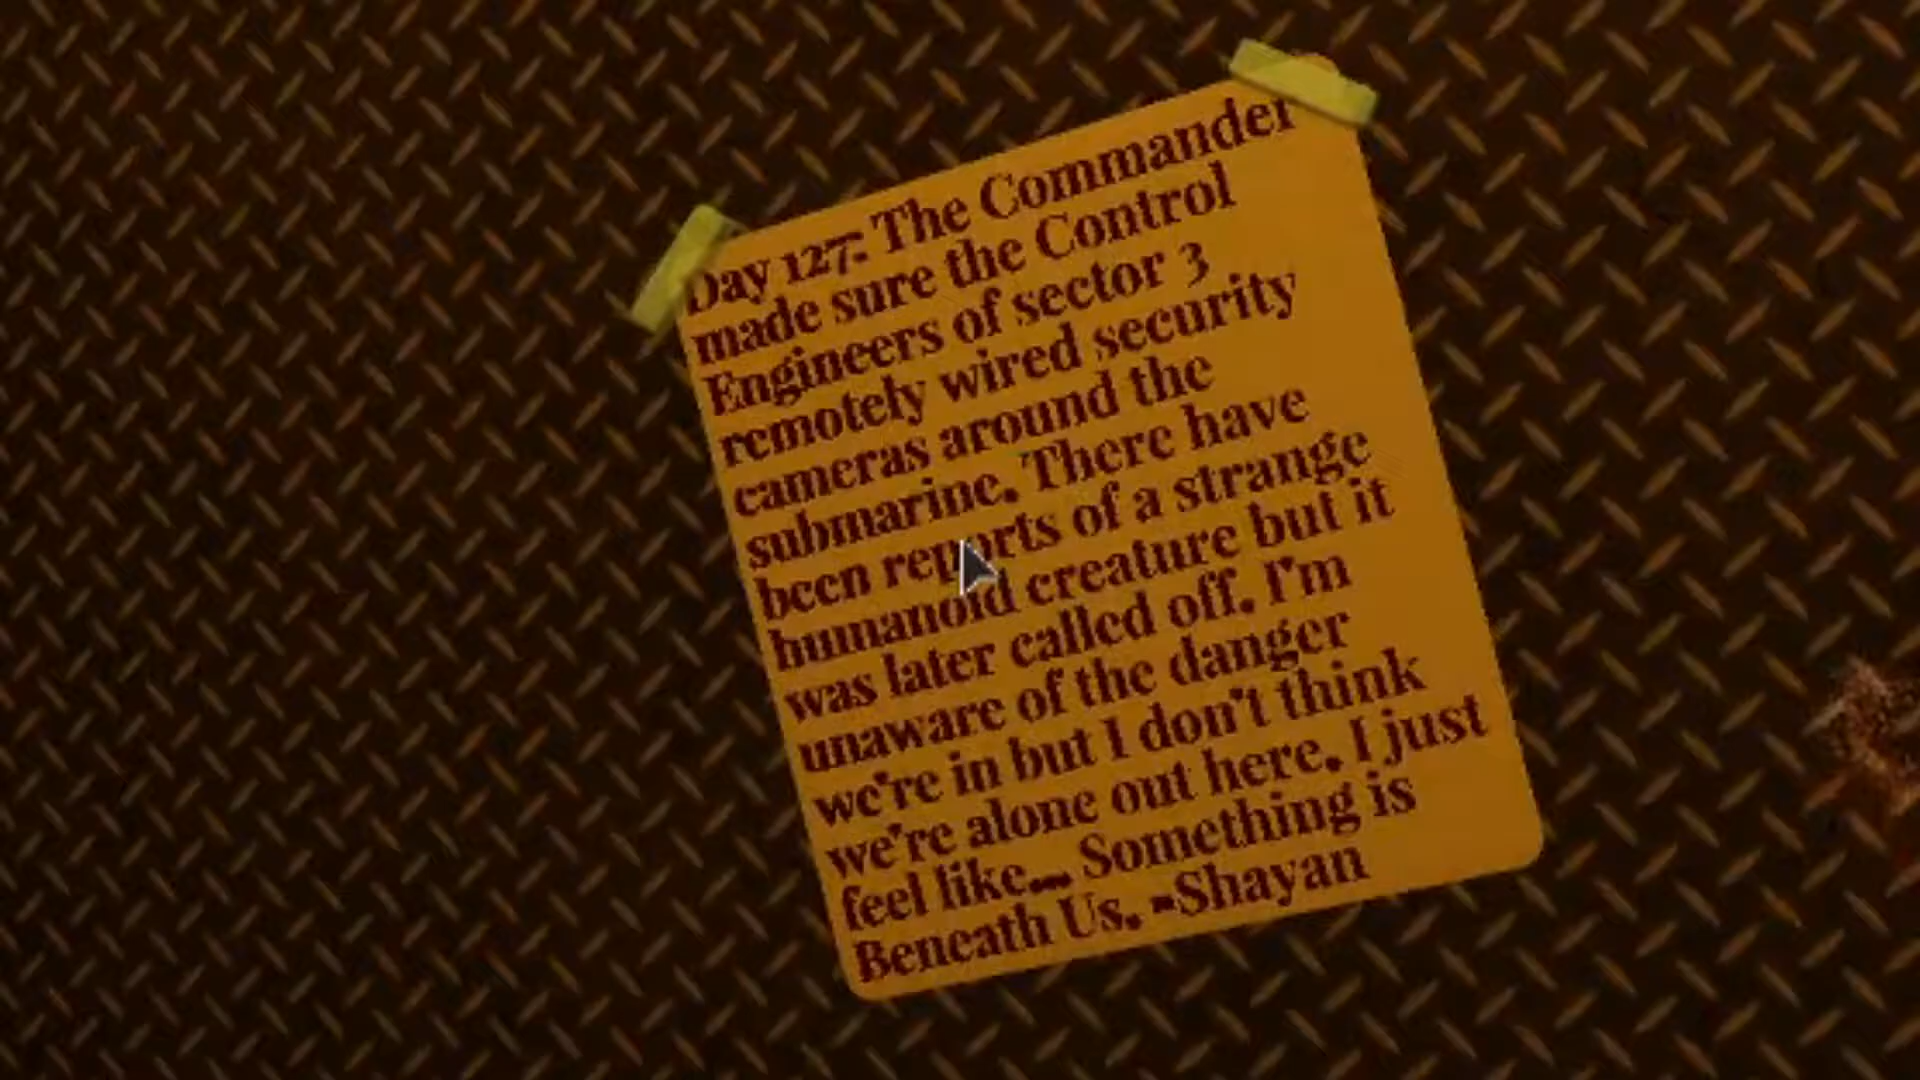 Day 127: The Commander
made sure the Control
Engineers of sector 3
remotely wired security
cameras around the
submarine. There have
been reports of a strange
humanoid creature but it
was later called off. I'm
unaware of the danger
we're in but I don't think
we're alone out here. I just
feel like... Something is
Beneath Us. -Shayan